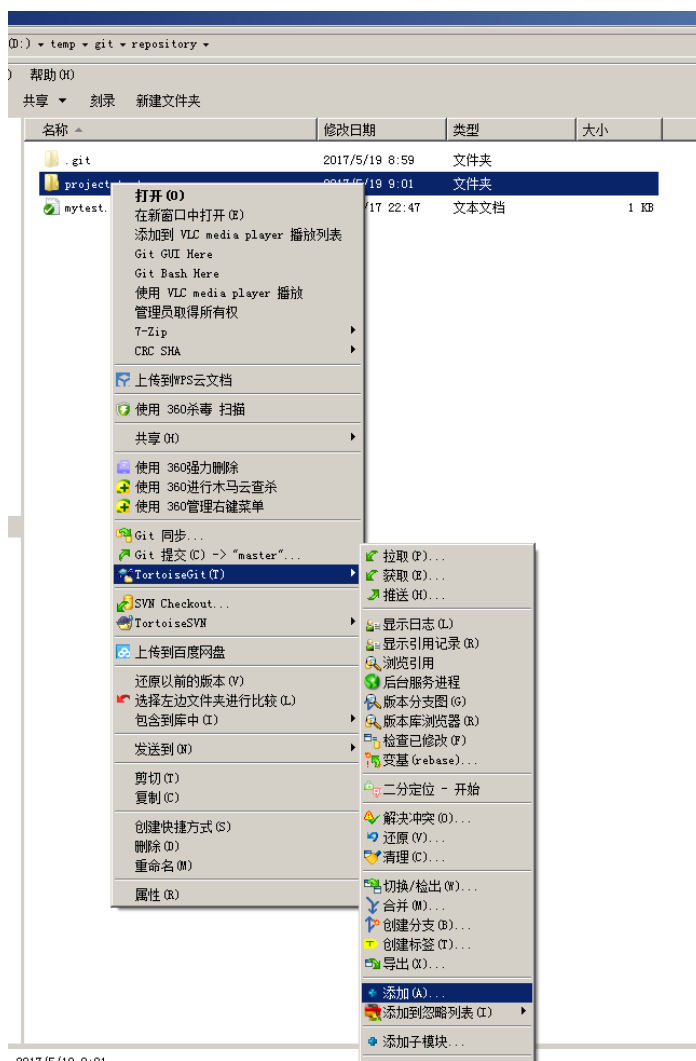 (D:) ▾ temp ▾ git ▾ repository ▾
) 帮助(H)
共享 ▼ 刻录 新建文件夹
名称 修改日期 类型 大小
.git 2017/5/19 8:59 文件夹
project 2017/5/19 9:01 文件夹
mytest. /17 22:47 文本文档 1 KB
打开(O)
在新窗口中打开(E)
添加到 VLC media player 播放列表
Git GUI Here
Git Bash Here
使用 VLC media player 播放
管理员取得所有权
7-Zip
CRC SHA
上传到WPS云文档
使用 360杀毒 扫描
共享(H)
使用 360强力删除
使用 360进行木马云查杀
使用 360管理右键菜单
Git 同步...
Git 提交(C) -> "master"...
TortoiseGit(T)
SVN Checkout...
TortoiseSVN
上传到百度网盘
还原以前的版本(V)
选择左边文件夹进行比较(L)
包含到库中(I)
发送到(N)
剪切(T)
复制(C)
创建快捷方式(S)
删除(D)
重命名(M)
属性(R)
拉取(P)...
获取(E)...
推送(H)...
显示日志(L)
显示引用记录(R)
浏览引用
后台服务进程
版本分支图(G)
版本库浏览器(R)
检查已修改(F)
变基(rebase)...
二分定位 - 开始
解决冲突(O)...
还原(V)...
清理(C)...
切换/检出(W)...
合并(M)...
创建分支(B)...
创建标签(T)...
导出(X)...
添加(A)...
添加到忽略列表(I)
添加子模块...
2017/5/19 9:01